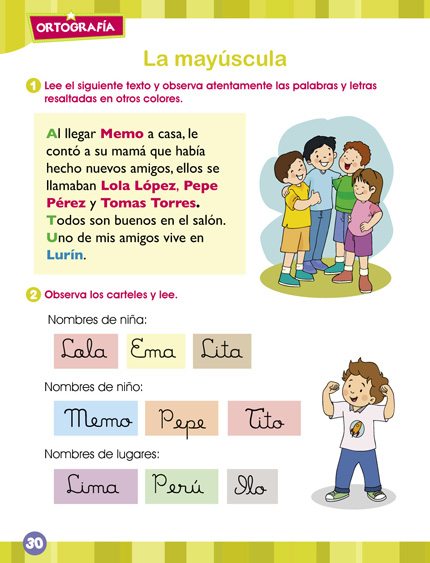 ORTOGRAFÍA
La mayúscula
1 Lee el siguiente texto y observa atentamente las palabras y letras
resaltadas en otros colores.
Al llegar Memo a casa, le
contó a su mamá que había
hecho nuevos amigos, ellos se
llamaban Lola López, Pepe
Pérez y Tomas Torres.
Todos son buenos en el salón.
Uno de mis amigos vive en
Lurín.
2 Observa los carteles y lee.
Nombres de niña:
Lola Ema Lita
Nombres de niño:
Memo Pepe Tito
Nombres de lugares:
Lima Perú Ilo
30